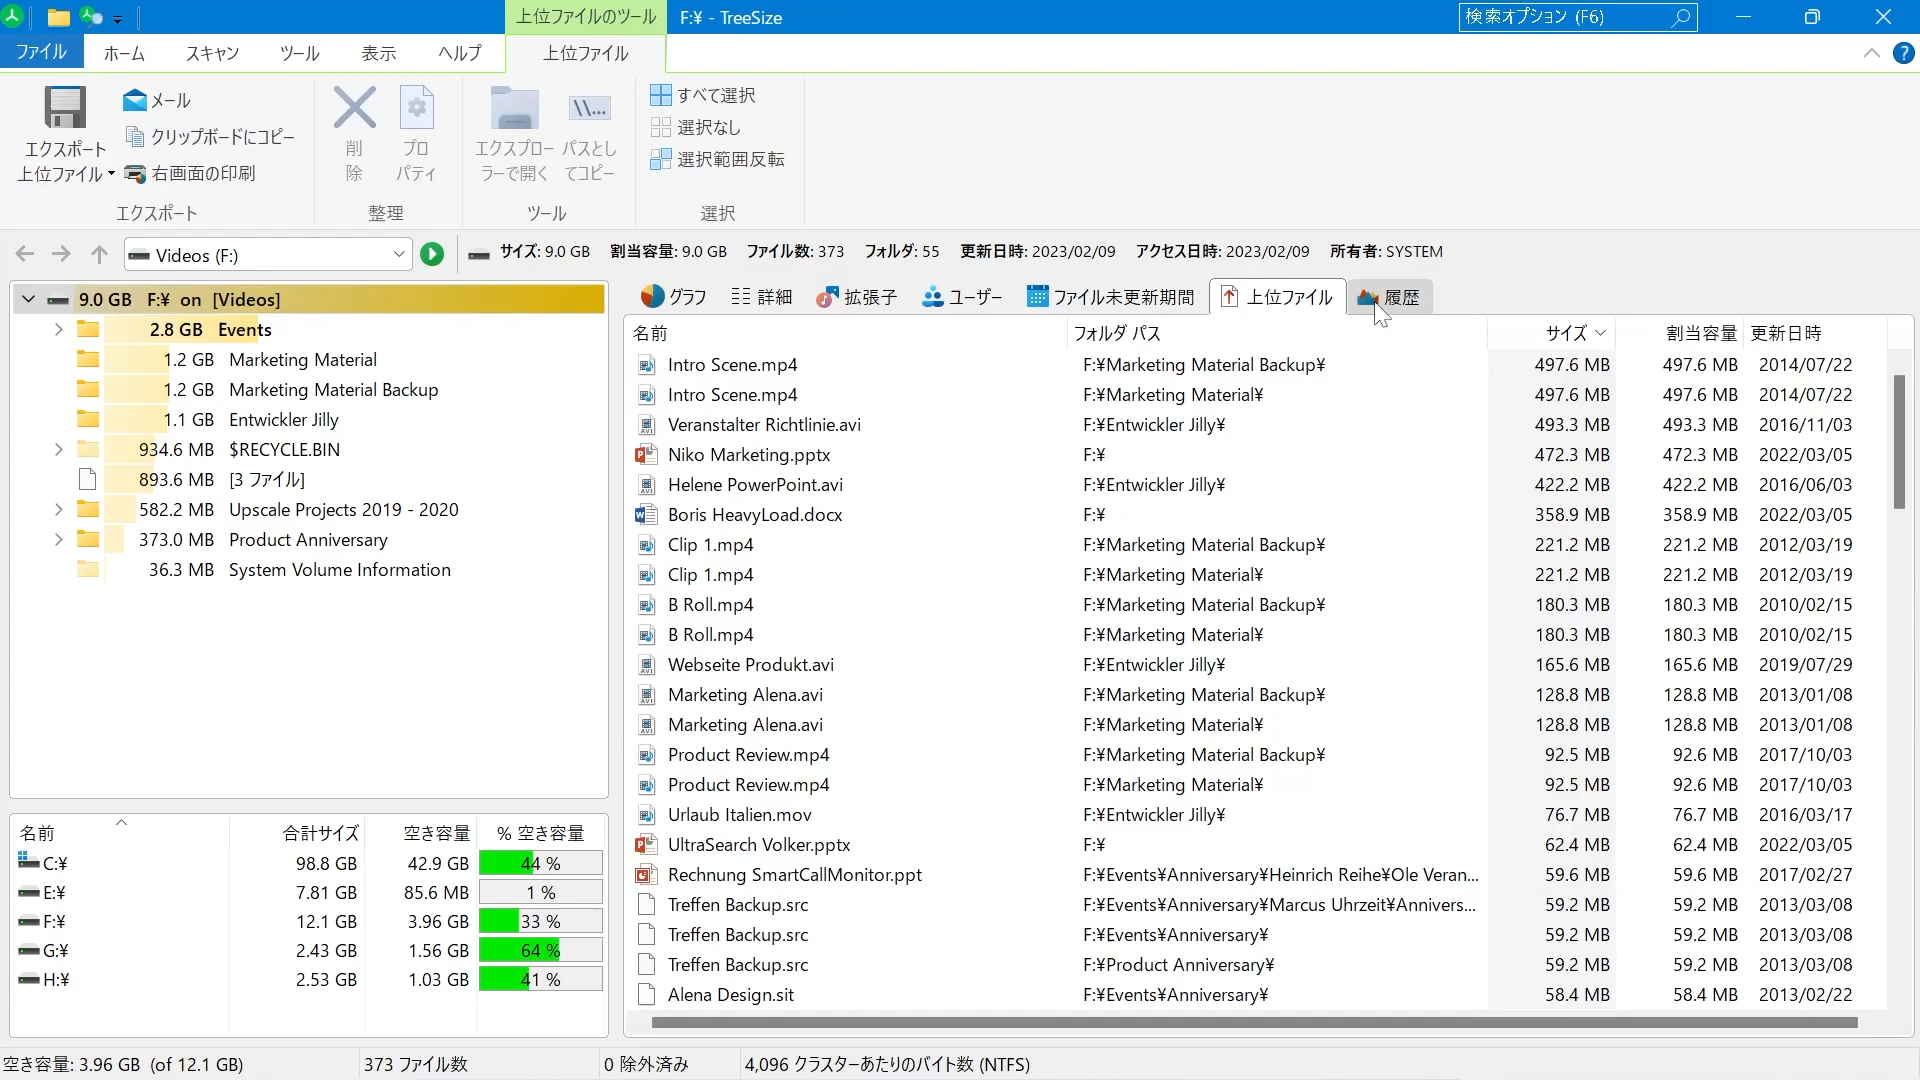 上位ファイルのツール
F:¥ - TreeSize
検索オプション (F6)
ファイル
ホーム
スキャン
ツール
表示
ヘルプ
上位ファイル
エクスポート
上位ファイル
メール
クリップボードにコピー
右画面の印刷
エクスポート
削
除
プロ
パティ
整理
エクスプロー
ラーで開く
パスとし
てコピー
ツール
すべて選択
選択なし
選択範囲反転
選択
Videos (F:)
サイズ: 9.0 GB 割当容量: 9.0 GB ファイル数: 373 フォルダ: 55 更新日時: 2023/02/09 アクセス日時: 2023/02/09 所有者: SYSTEM
9.0 GB F:¥ on [Videos]
2.8 GB Events
1.2 GB Marketing Material
1.2 GB Marketing Material Backup
1.1 GB Entwickler Jilly
934.6 MB $RECYCLE.BIN
893.6 MB [3 ファイル]
582.2 MB Upscale Projects 2019 - 2020
373.0 MB Product Anniversary
36.3 MB System Volume Information
名前 合計サイズ 空き容量 % 空き容量
C:¥ 98.8 GB 42.9 GB 44 %
E:¥ 7.81 GB 85.6 MB 1 %
F:¥ 12.1 GB 3.96 GB 33 %
G:¥ 2.43 GB 1.56 GB 64 %
H:¥ 2.53 GB 1.03 GB 41 %
グラフ 詳細 拡張子 ユーザー ファイル未更新期間 上位ファイル 履歴
名前 フォルダ パス サイズ 割当容量 更新日時
Intro Scene.mp4 F:¥Marketing Material Backup¥ 497.6 MB 497.6 MB 2014/07/22
Intro Scene.mp4 F:¥Marketing Material¥ 497.6 MB 497.6 MB 2014/07/22
Veranstalter Richtlinie.avi F:¥Entwickler Jilly¥ 493.3 MB 493.3 MB 2016/11/03
Niko Marketing.pptx F:¥ 472.3 MB 472.3 MB 2022/03/05
Helene PowerPoint.avi F:¥Entwickler Jilly¥ 422.2 MB 422.2 MB 2016/06/03
Boris HeavyLoad.docx F:¥ 358.9 MB 358.9 MB 2022/03/05
Clip 1.mp4 F:¥Marketing Material Backup¥ 221.2 MB 221.2 MB 2012/03/19
Clip 1.mp4 F:¥Marketing Material¥ 221.2 MB 221.2 MB 2012/03/19
B Roll.mp4 F:¥Marketing Material Backup¥ 180.3 MB 180.3 MB 2010/02/15
B Roll.mp4 F:¥Marketing Material¥ 180.3 MB 180.3 MB 2010/02/15
Webseite Produkt.avi F:¥Entwickler Jilly¥ 165.6 MB 165.6 MB 2019/07/29
Marketing Alena.avi F:¥Marketing Material Backup¥ 128.8 MB 128.8 MB 2013/01/08
Marketing Alena.avi F:¥Marketing Material¥ 128.8 MB 128.8 MB 2013/01/08
Product Review.mp4 F:¥Marketing Material Backup¥ 92.5 MB 92.6 MB 2017/10/03
Product Review.mp4 F:¥Marketing Material¥ 92.5 MB 92.6 MB 2017/10/03
Urlaub Italien.mov F:¥Entwickler Jilly¥ 76.7 MB 76.7 MB 2016/03/17
UltraSearch Volker.pptx F:¥ 62.4 MB 62.4 MB 2022/03/05
Rechnung SmartCallMonitor.ppt F:¥Events¥Anniversary¥Heinrich Reihe¥Ole Veran... 59.6 MB 59.6 MB 2017/02/27
Treffen Backup.src F:¥Events¥Anniversary¥Marcus Uhrzeit¥Annivers... 59.2 MB 59.2 MB 2013/03/08
Treffen Backup.src F:¥Events¥Anniversary¥ 59.2 MB 59.2 MB 2013/03/08
Treffen Backup.src F:¥Product Anniversary¥ 59.2 MB 59.2 MB 2013/03/08
Alena Design.sit F:¥Events¥Anniversary¥ 58.4 MB 58.4 MB 2013/02/22
空き容量: 3.96 GB (of 12.1 GB) 373 ファイル数 0 除外済み 4,096 クラスターあたりのバイト数 (NTFS)